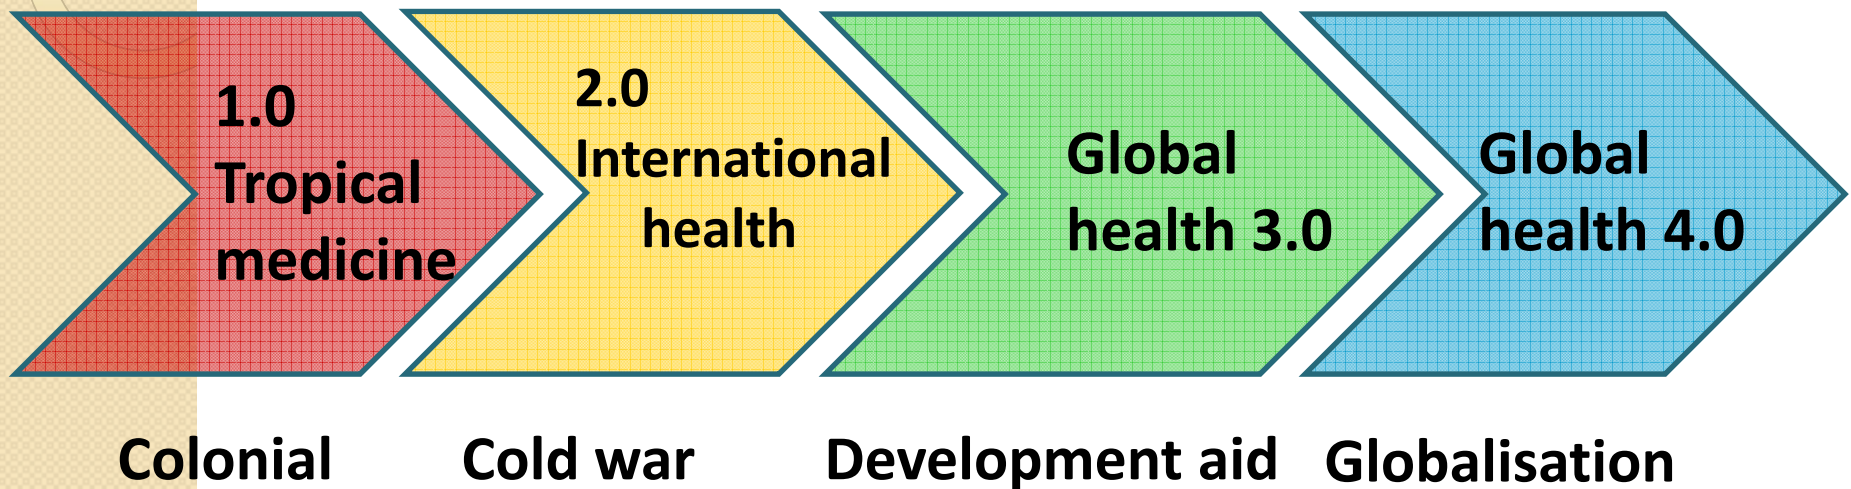 1.0
Tropical
medicine
2.0
International
health
Global
health 3.0
Global
health 4.0
Colonial
Cold war
Development aid
Globalisation